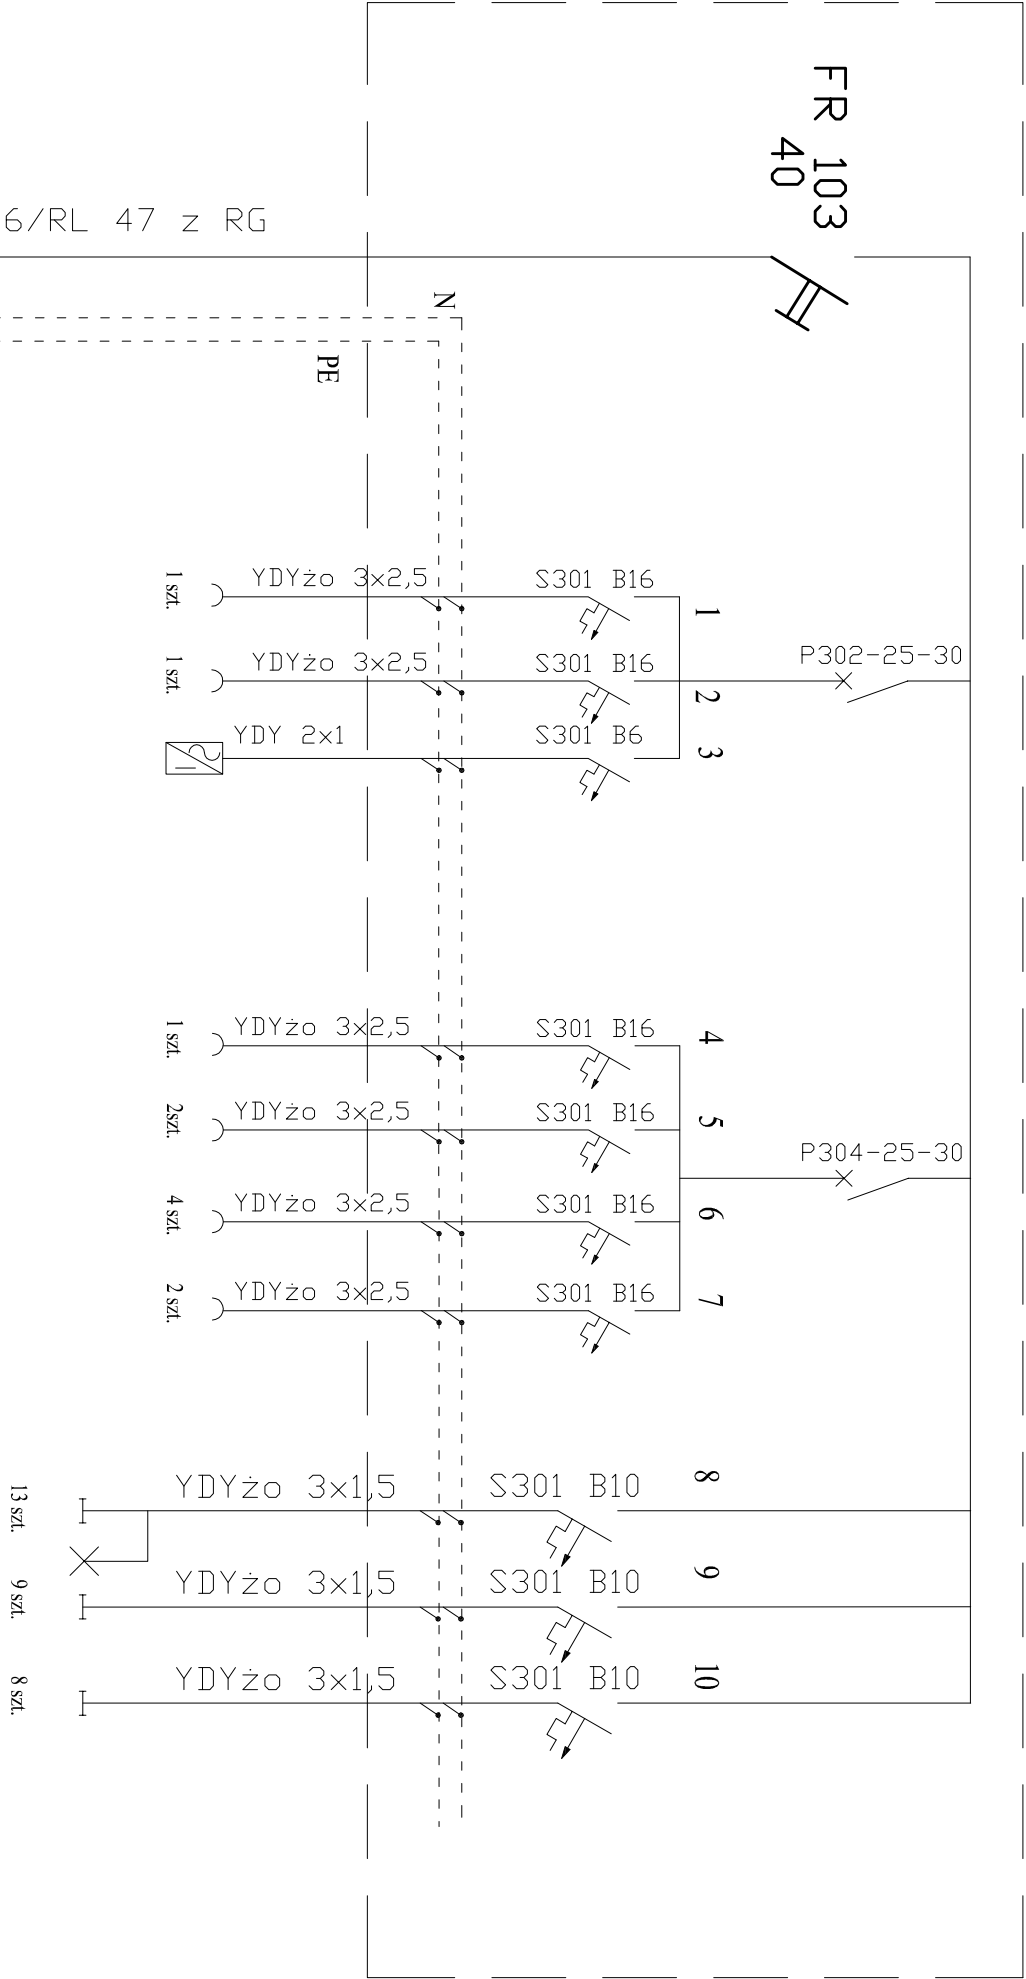 FR 103
40
6/RL 47 z RG
N
PE
1 szt.
YDYżo 3x2,5
S301 B16
1
P302-25-30
1 szt.
YDYżo 3x2,5
S301 B16
2
YDY 2x1
S301 B6
3
1 szt.
YDYżo 3x2,5
S301 B16
4
2szt.
YDYżo 3x2,5
S301 B16
5
P304-25-30
4 szt.
YDYżo 3x2,5
S301 B16
6
2 szt.
YDYżo 3x2,5
S301 B16
7
13 szt.
YDYżo 3x1,5
S301 B10
8
9 szt.
YDYżo 3x1,5
S301 B10
9
8 szt.
YDYżo 3x1,5
S301 B10
10